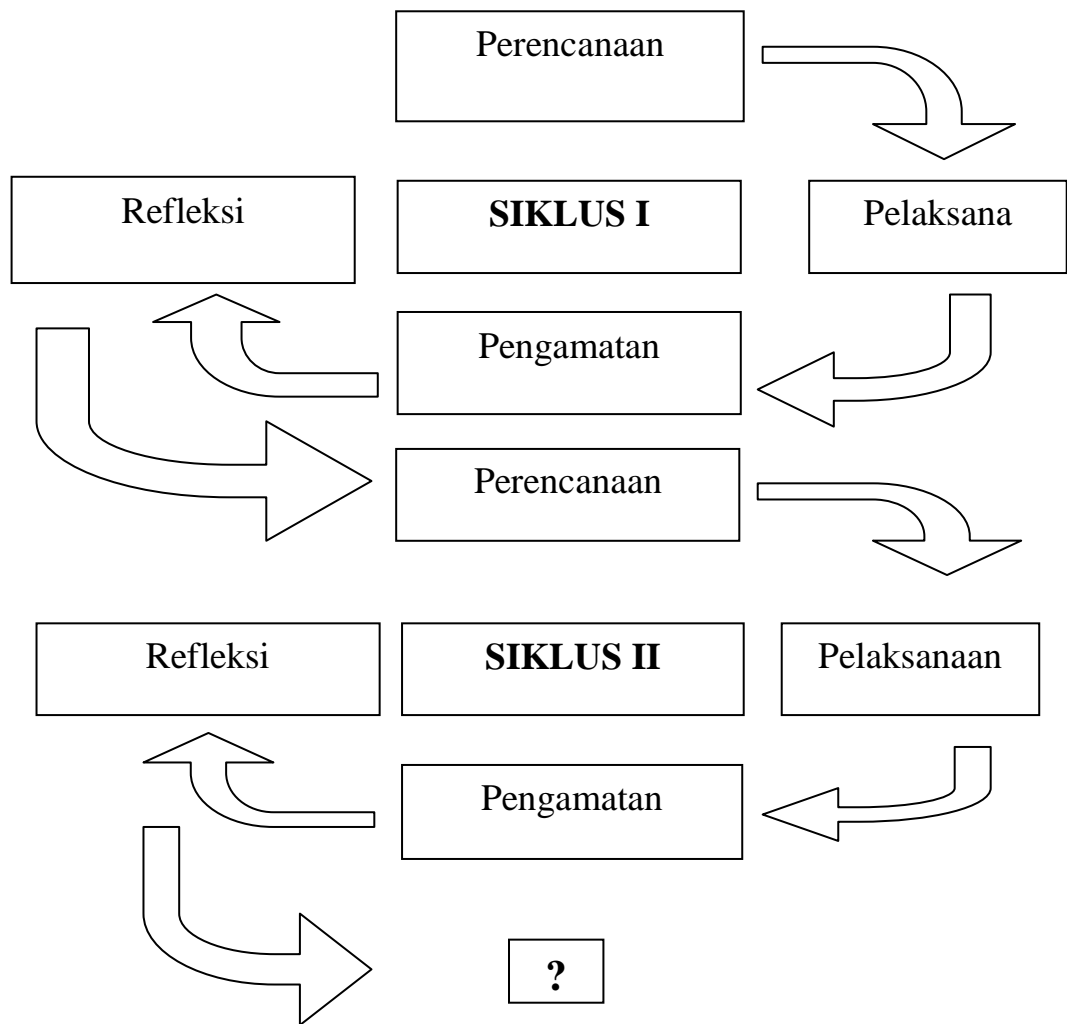 Perencanaan
Refleksi
SIKLUS I
Pelaksana
Pengamatan
Perencanaan
Refleksi
SIKLUS II
Pelaksanaan
Pengamatan
?